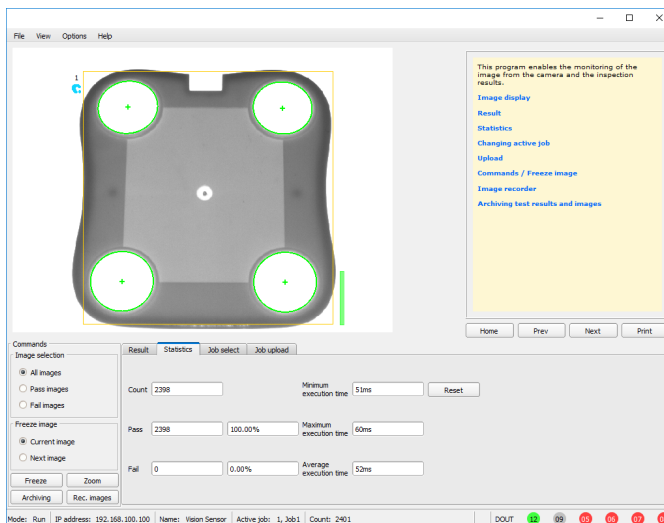 File View Options Help
1
This program enables the monitoring of the
image from the camera and the inspection
results.
Image display
Result
Statistics
Changing active job
Upload
Commands / Freeze image
Image recorder
Archiving test results and images
Home Prev Next Print
Commands
Image selection
All images
Pass images
Fail images
Freeze image
Current image
Next image
Freeze Zoom
Archiving Rec. images
Result Statistics Job select Job upload
Count 2398 Minimum execution time 51ms Reset
Pass 2398 100.00% Maximum execution time 60ms
Fail 0 0.00% Average execution time 52ms
Mode: Run IP address: 192.168.100.100 Name: Vision Sensor Active job: 1, Job1 Count: 2401 DOUT 12 09 05 06 07